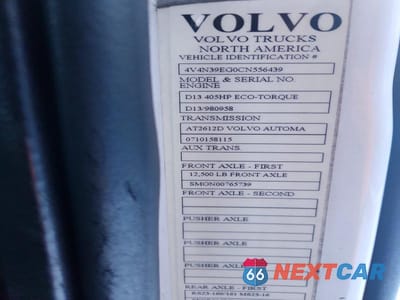 VOLVO
VOLVO TRUCKS
NORTH AMERICA
VEHICLE IDENTIFICATION #
4V4N39EG0CN556439
MODEL & SERIAL NO.
ENGINE
D13 405HP ECO-TORQUE
D13/980958
TRANSMISSION
AT2612D VOLVO AUTOMA
0710158115
AUX TRANS
FRONT AXLE - FIRST
12,500 LB FRONT AXLE
SMON00765739
FRONT AXLE - SECOND
PUSHER AXLE
PUSHER AXLE
PUSHER AXLE
REAR AXLE - FIRST
66 NEXTCAR